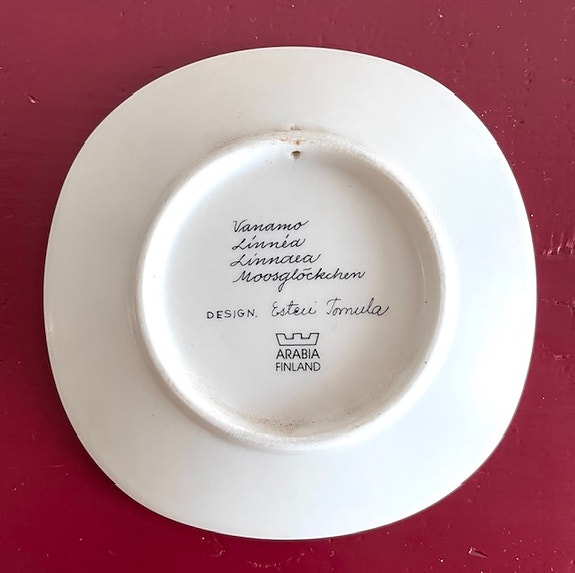 Vanamo
Linnéa
Linnaea
Moosglöckchen
DESIGN. Esteri Tomula
ARABIA
FINLAND